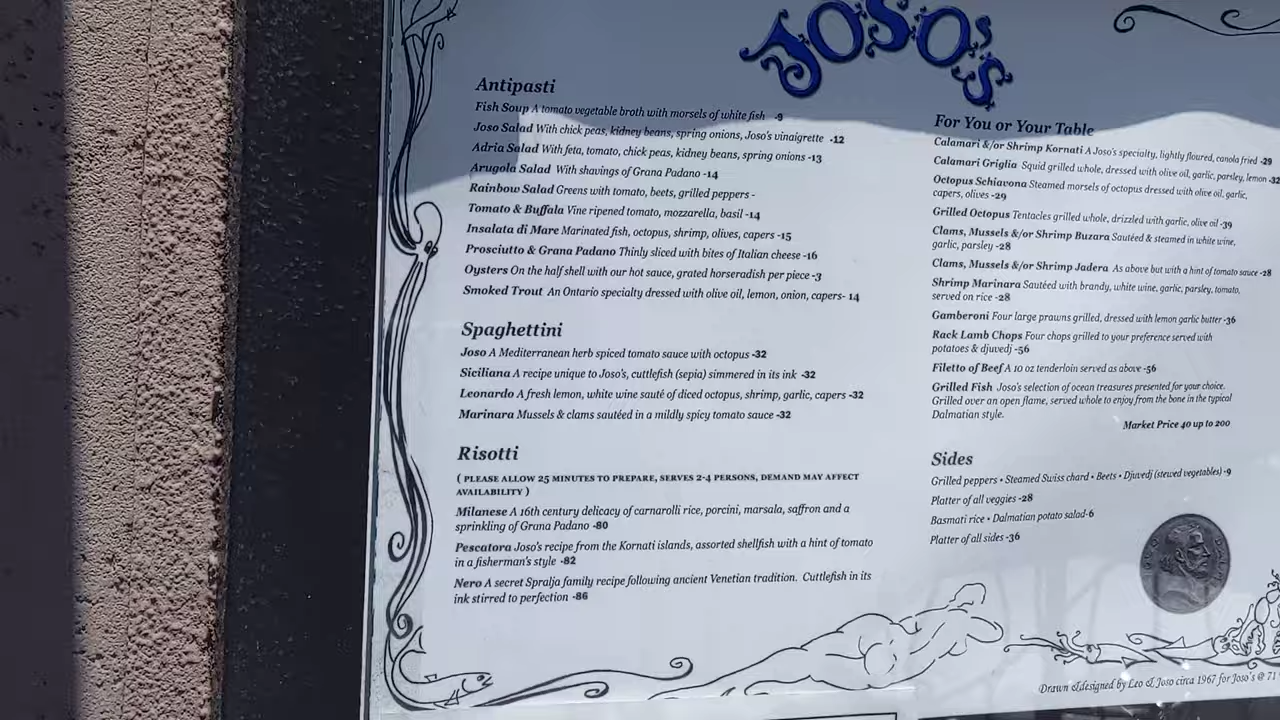 JOSO'S
Antipasti
Fish Soup A tomato vegetable broth with morsels of white fish -9
Joso Salad With chick peas, kidney beans, spring onions, Joso's vinaigrette -12
Adria Salad With feta, tomato, chick peas, kidney beans, spring onions -13
Arugola Salad With shavings of Grana Padano -14
Rainbow Salad Greens with tomato, beets, grilled peppers -
Tomato & Buffala Vine ripened tomato, mozzarella, basil -14
Insalata di Mare Marinated fish, octopus, shrimp, olives, capers -15
Prosciutto & Grana Padano Thinly sliced with bites of Italian cheese -16
Oysters On the half shell with our hot sauce, grated horseradish per piece -3
Smoked Trout An Ontario specialty dressed with olive oil, lemon, onion, capers- 14
Spaghettini
Joso A Mediterranean herb spiced tomato sauce with octopus -32
Siciliana A recipe unique to Joso's, cuttlefish (sepia) simmered in its ink -32
Leonardo A fresh lemon, white wine sauté of diced octopus, shrimp, garlic, capers -32
Marinara Mussels & clams sautéed in a mildly spicy tomato sauce -32
Risotti
( PLEASE ALLOW 25 MINUTES TO PREPARE, SERVES 2-4 PERSONS, DEMAND MAY AFFECT
AVAILABILITY )
Milanese A 16th century delicacy of carnarolli rice, porcini, marsala, saffron and a
sprinkling of Grana Padano -80
Pescatora Joso's recipe from the Kornati islands, assorted shellfish with a hint of tomato
in a fisherman's style -82
Nero A secret Spralja family recipe following ancient Venetian tradition. Cuttlefish in its
ink stirred to perfection -86
For You or Your Table
Calamari &/or Shrimp Kornati A Joso's specialty, lightly floured, canola fried -29
Calamari Griglia Squid grilled whole, dressed with olive oil, garlic, parsley, lemon -32
Octopus Schiavona Steamed morsels of octopus dressed with olive oil, garlic,
capers, olives -29
Grilled Octopus Tentacles grilled whole, drizzled with garlic, olive oil -39
Clams, Mussels &/or Shrimp Buzara Sautéed & steamed in white wine,
garlic, parsley -28
Clams, Mussels &/or Shrimp Jadera As above but with a hint of tomato sauce -28
Shrimp Marinara Sautéed with brandy, white wine, garlic, parsley, tomato,
served on rice -28
Gamberoni Four large prawns grilled, dressed with lemon garlic butter -36
Rack Lamb Chops Four chops grilled to your preference served with
potatoes & djuvedj -56
Filetto of Beef A 10 oz tenderloin served as above -56
Grilled Fish Joso's selection of ocean treasures presented for your choice.
Grilled over an open flame, served whole to enjoy from the bone in the typical
Dalmatian style.
Market Price 40 up to 200
Sides
Grilled peppers • Steamed Swiss chard • Beets • Djuvedj (stewed vegetables) -9
Platter of all veggies -28
Basmati rice • Dalmatian potato salad-6
Platter of all sides -36
Drawn & designed by Leo & Joso circa 1967 for Joso's @ 71